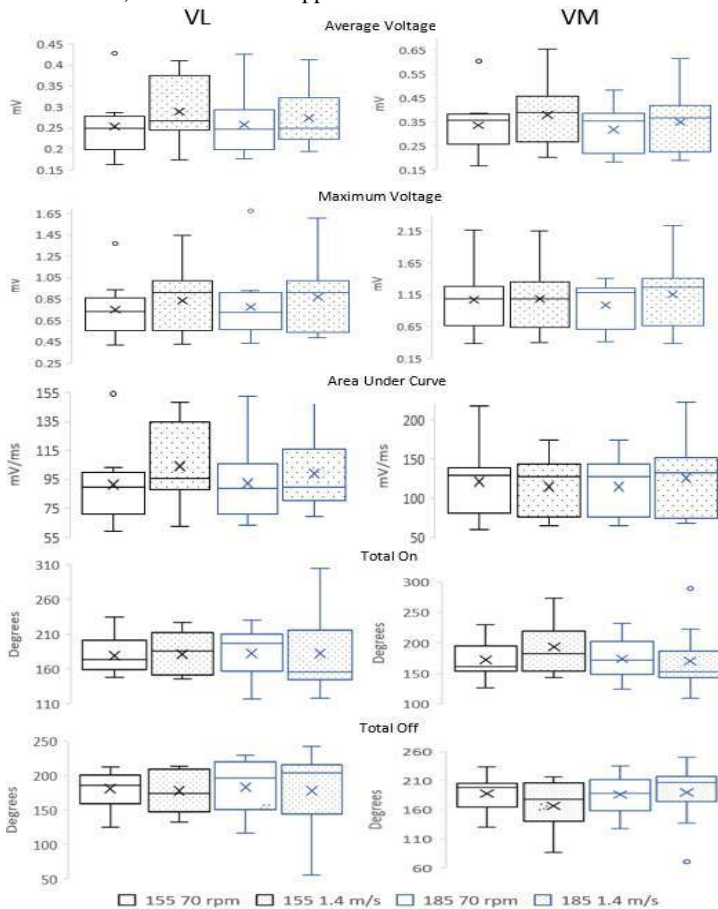 VL VM
Average Voltage
0.45 0.65
0.4 0.55
0.35 0.45
mV 0.3 mV
0.25 0.35
0.2 0.25
0.15 0.15
Maximum Voltage
1.65 2.15
1.45
1.25 1.65
mv 1.05 mV
0.85 1.15
0.65 0.65
0.45
0.25 0.15
Area Under Curve
155 200
135
mV/ms 115 mV/ms 150
95 100
75
55 50
Total On
310 300
260 250
Degrees 210 Degrees 200
160 150
110 100
Total Off
250 260
200 210
Degrees 150 Degrees 160
100 110
50 60
155 70 rpm 155 1.4 m/s 185 70 rpm 185 1.4 m/s